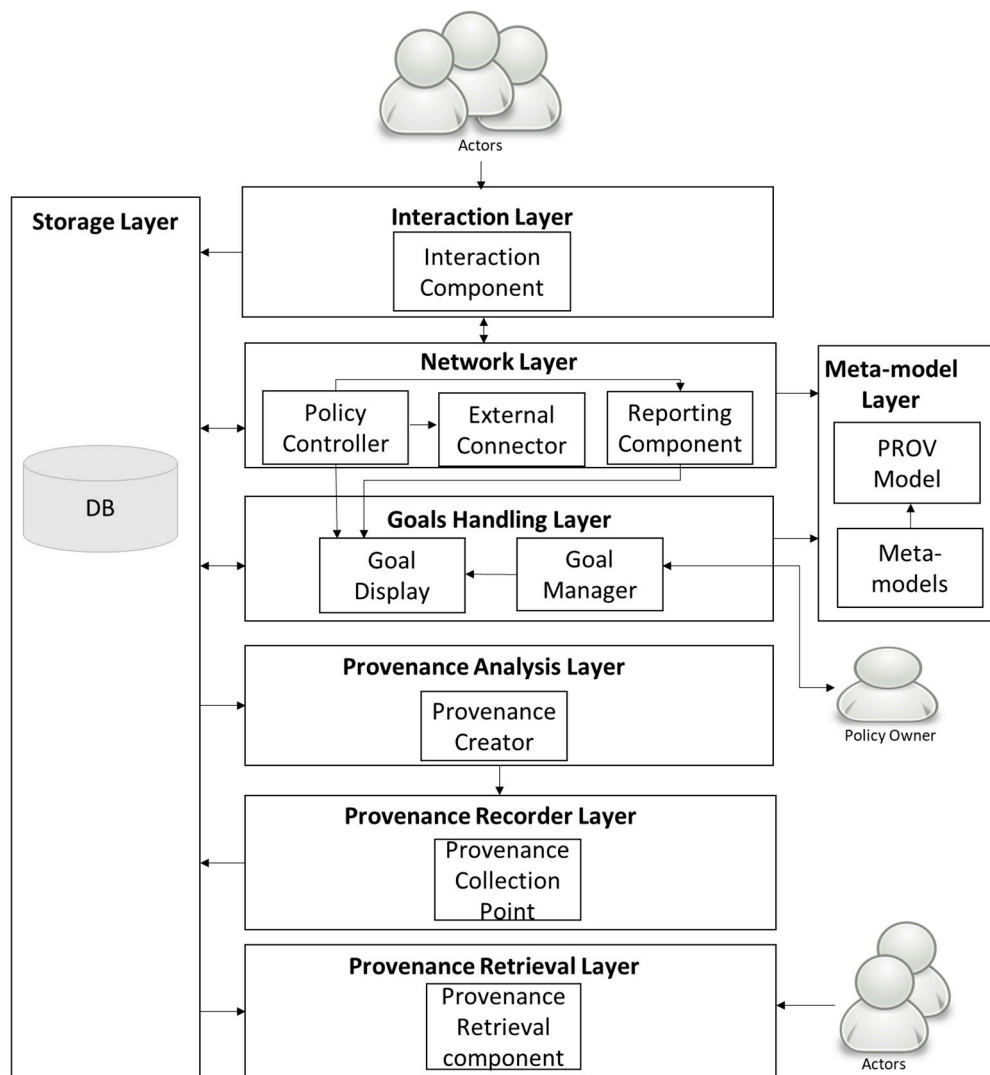 Actors
Storage Layer
Interaction Layer
Interaction
Component
Network Layer
Policy
Controller
External
Connector
Reporting
Component
Meta-model
Layer
PROV
Model
Meta-
models
DB
Goals Handling Layer
Goal
Display
Goal
Manager
Provenance Analysis Layer
Provenance
Creator
Policy Owner
Provenance Recorder Layer
Provenance
Collection
Point
Provenance Retrieval Layer
Provenance
Retrieval
component
Actors